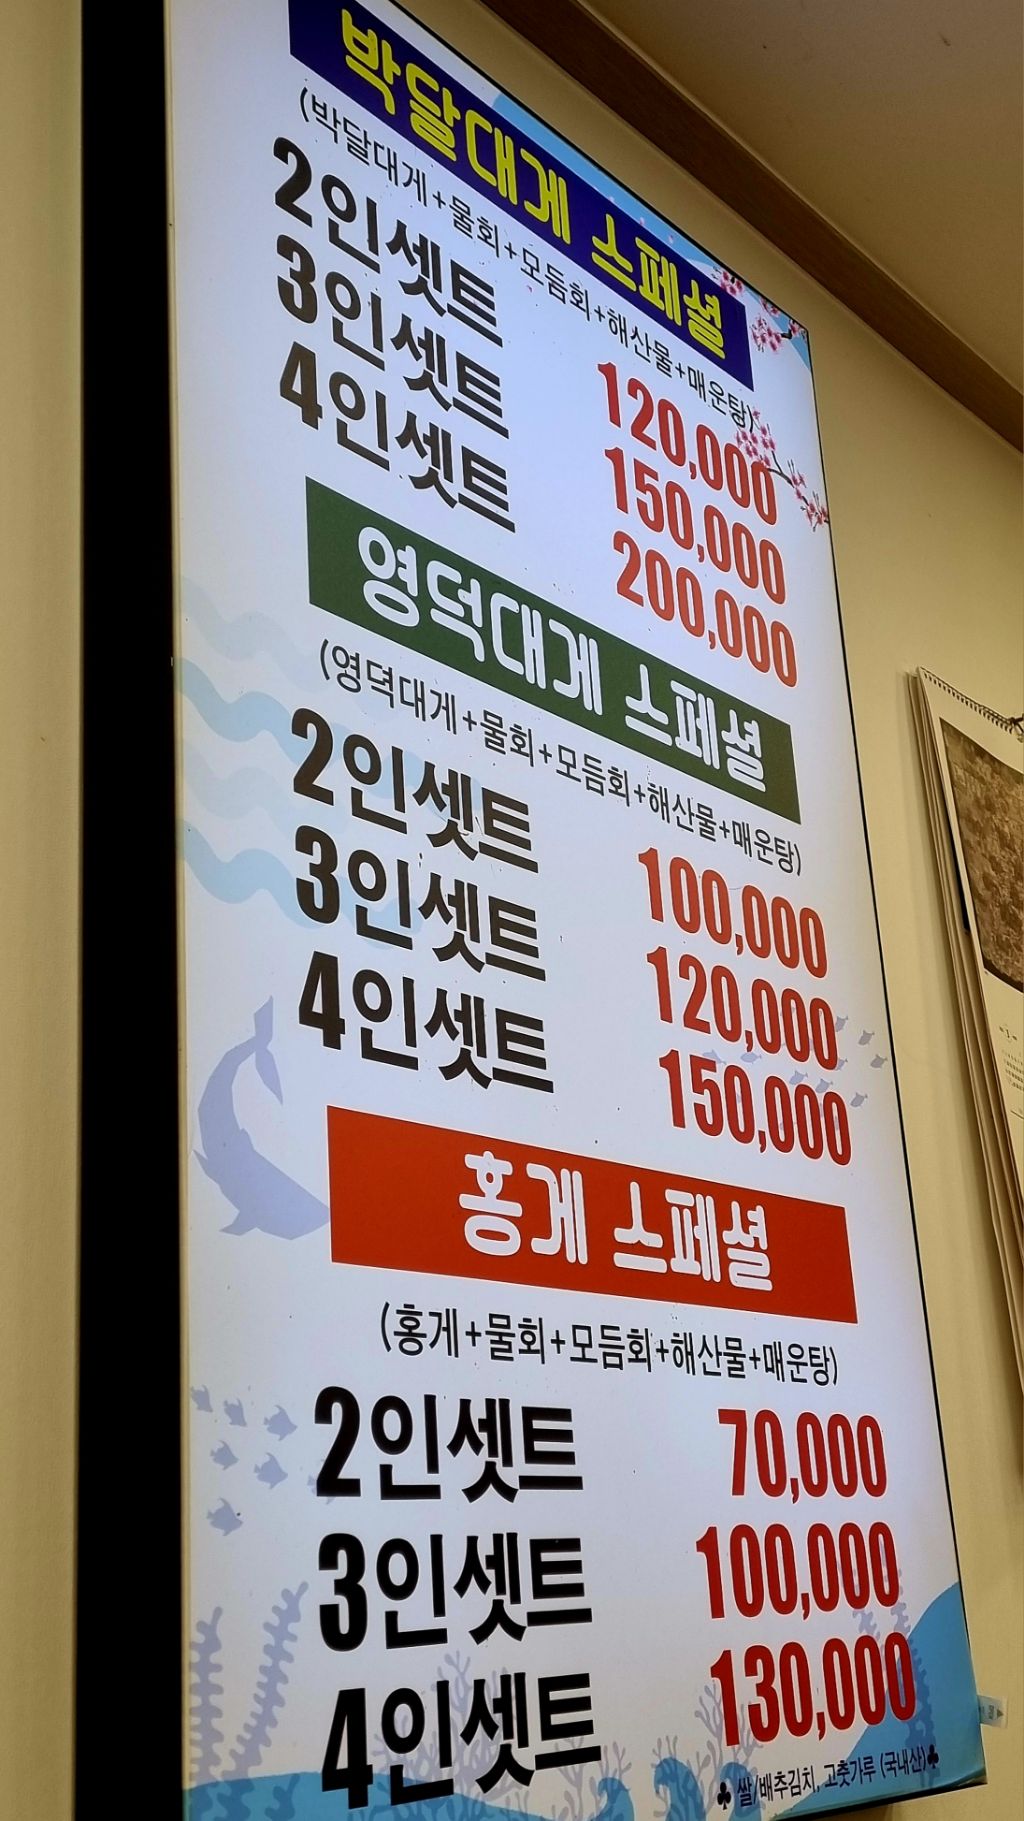 박달대게 스페셜
(박달대게+물회+모듬회+해산물+매운탕)
2인셋트 120,000
3인셋트 150,000
4인셋트 200,000
영덕대게 스페셜
(영덕대게+물회+모듬회+해산물+매운탕)
2인셋트 100,000
3인셋트 120,000
4인셋트 150,000
홍게 스페셜
(홍게+물회+모듬회+해산물+매운탕)
2인셋트 70,000
3인셋트 100,000
4인셋트 130,000
♣ 쌀/배추김치, 고춧가루 (국내산)♣